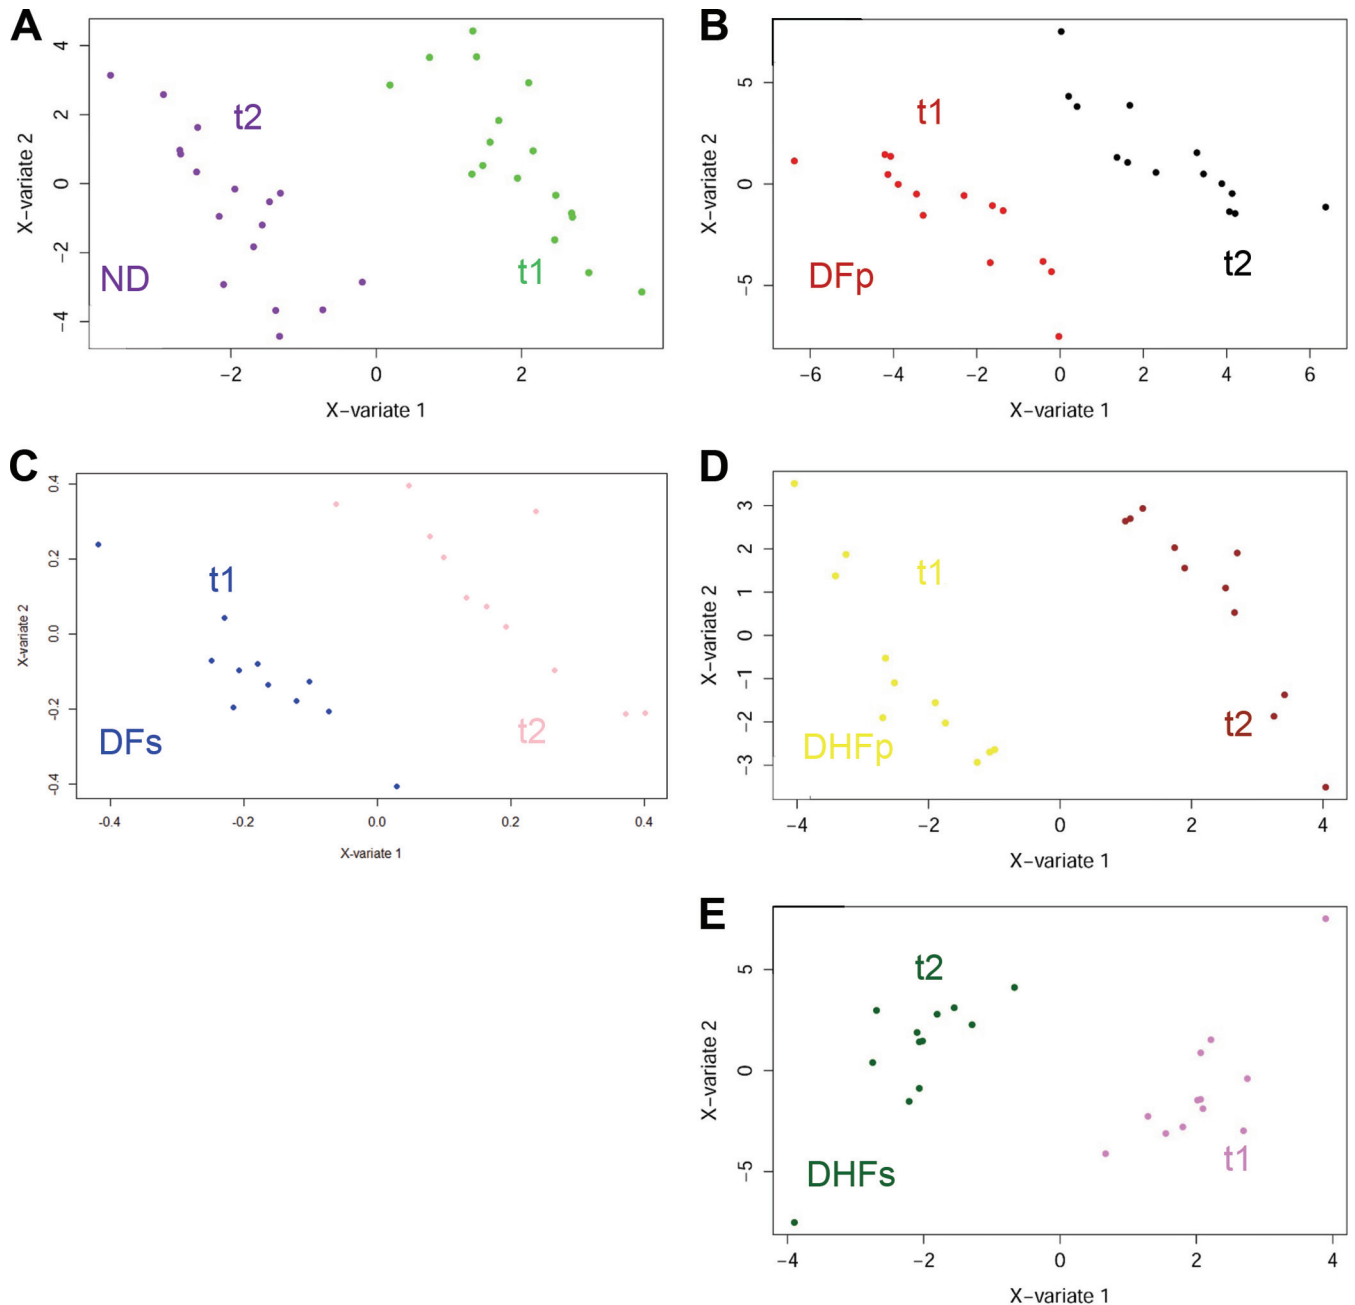 A
4
2
0
−2
−4
X−variate 2
t2
ND
t1
−2
0
2
X−variate 1
B
5
0
−5
X−variate 2
t1
DFp
t2
−6
−4
−2
0
2
4
6
X−variate 1
C
0.4
0.2
0.0
-0.2
-0.4
X-variate 2
t1
DFs
t2
-0.4
-0.2
0.0
0.2
0.4
X-variate 1
D
3
2
1
0
−1
−2
−3
X−variate 2
t1
DHFp
t2
−4
−2
0
2
4
X−variate 1
E
5
0
−5
X−variate 2
t2
DHFs
t1
−4
−2
0
2
4
X−variate 1